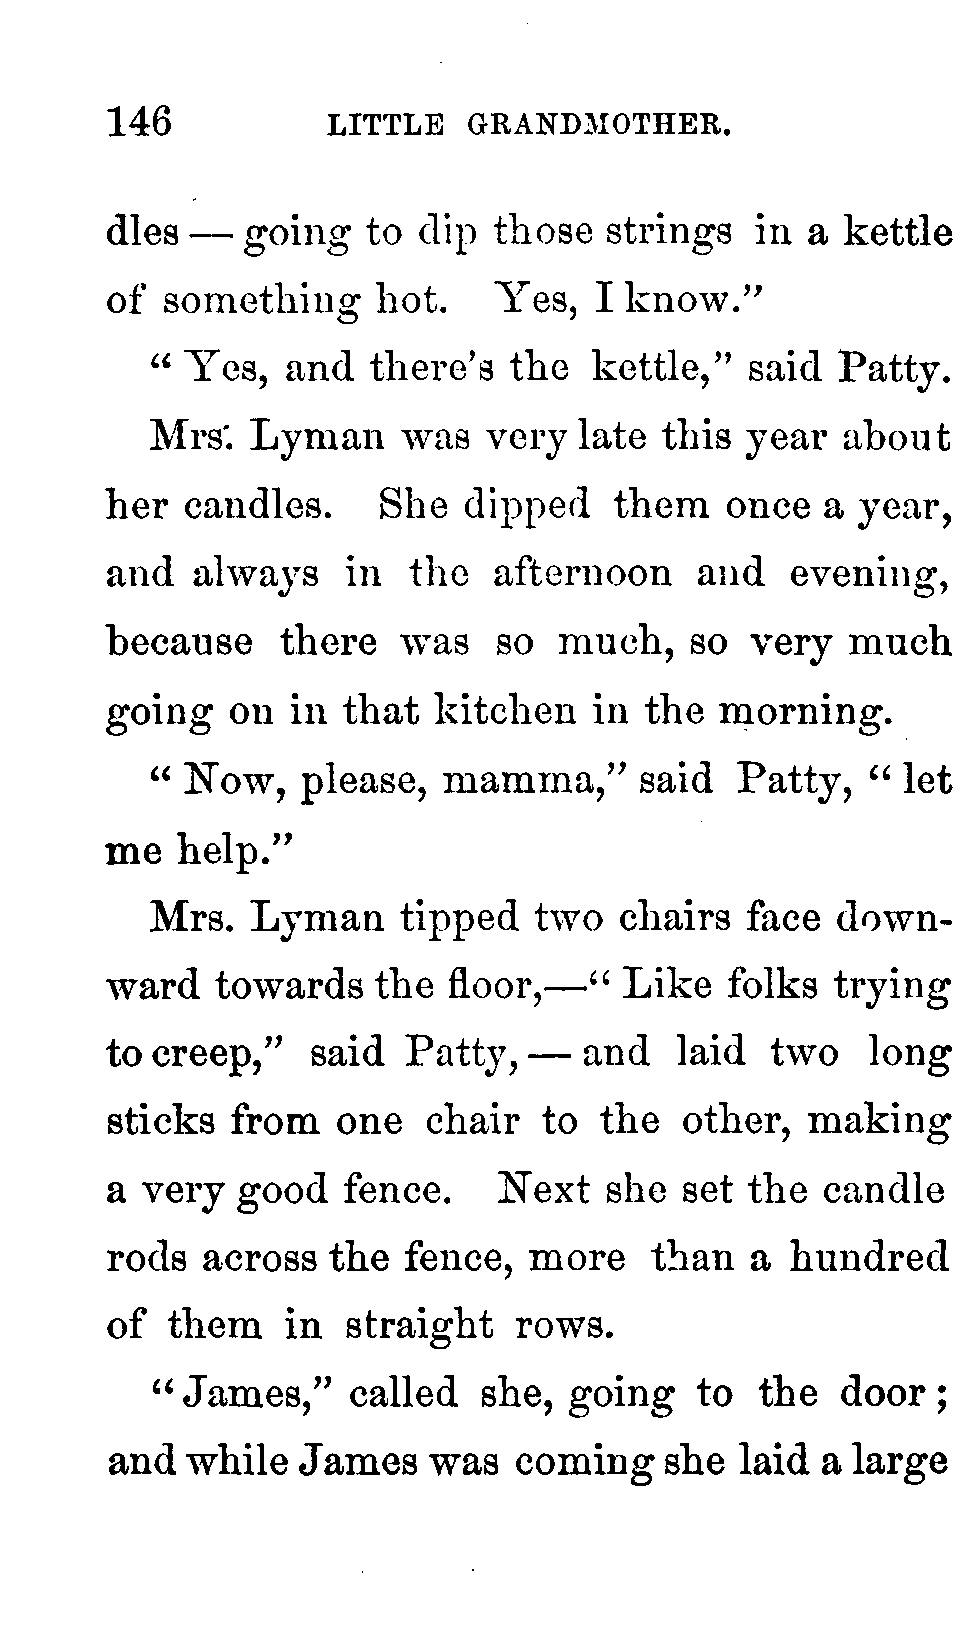 146 LITTLE GRANDMOTHER.
dles — going to dip those strings in a kettle
of something hot. Yes, I know."
" Yes, and there's the kettle," said Patty.
Mrs. Lyman was very late this year about
her candles. She dipped them once a year,
and always in the afternoon and evening,
because there was so much, so very much
going on in that kitchen in the morning.
" Now, please, mamma," said Patty, " let
me help."
Mrs. Lyman tipped two chairs face down-
ward towards the floor,—" Like folks trying
to creep," said Patty, — and laid two long
sticks from one chair to the other, making
a very good fence. Next she set the candle
rods across the fence, more than a hundred
of them in straight rows.
"James," called she, going to the door ;
and while James was coming she laid a large